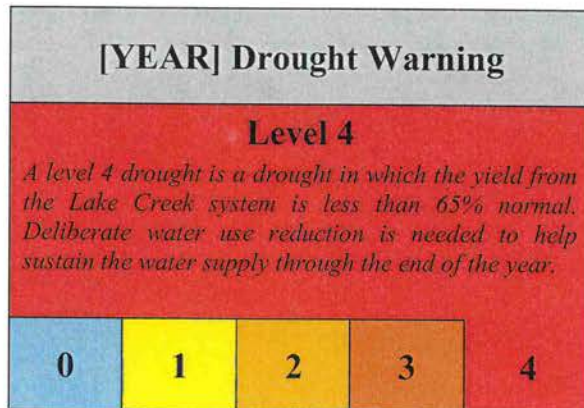 [YEAR] Drought Warning
Level 4
A level 4 drought is a drought in which the yield from
the Lake Creek system is less than 65% normal.
Deliberate water use reduction is needed to help
sustain the water supply through the end of the year.
0 1 2 3 4